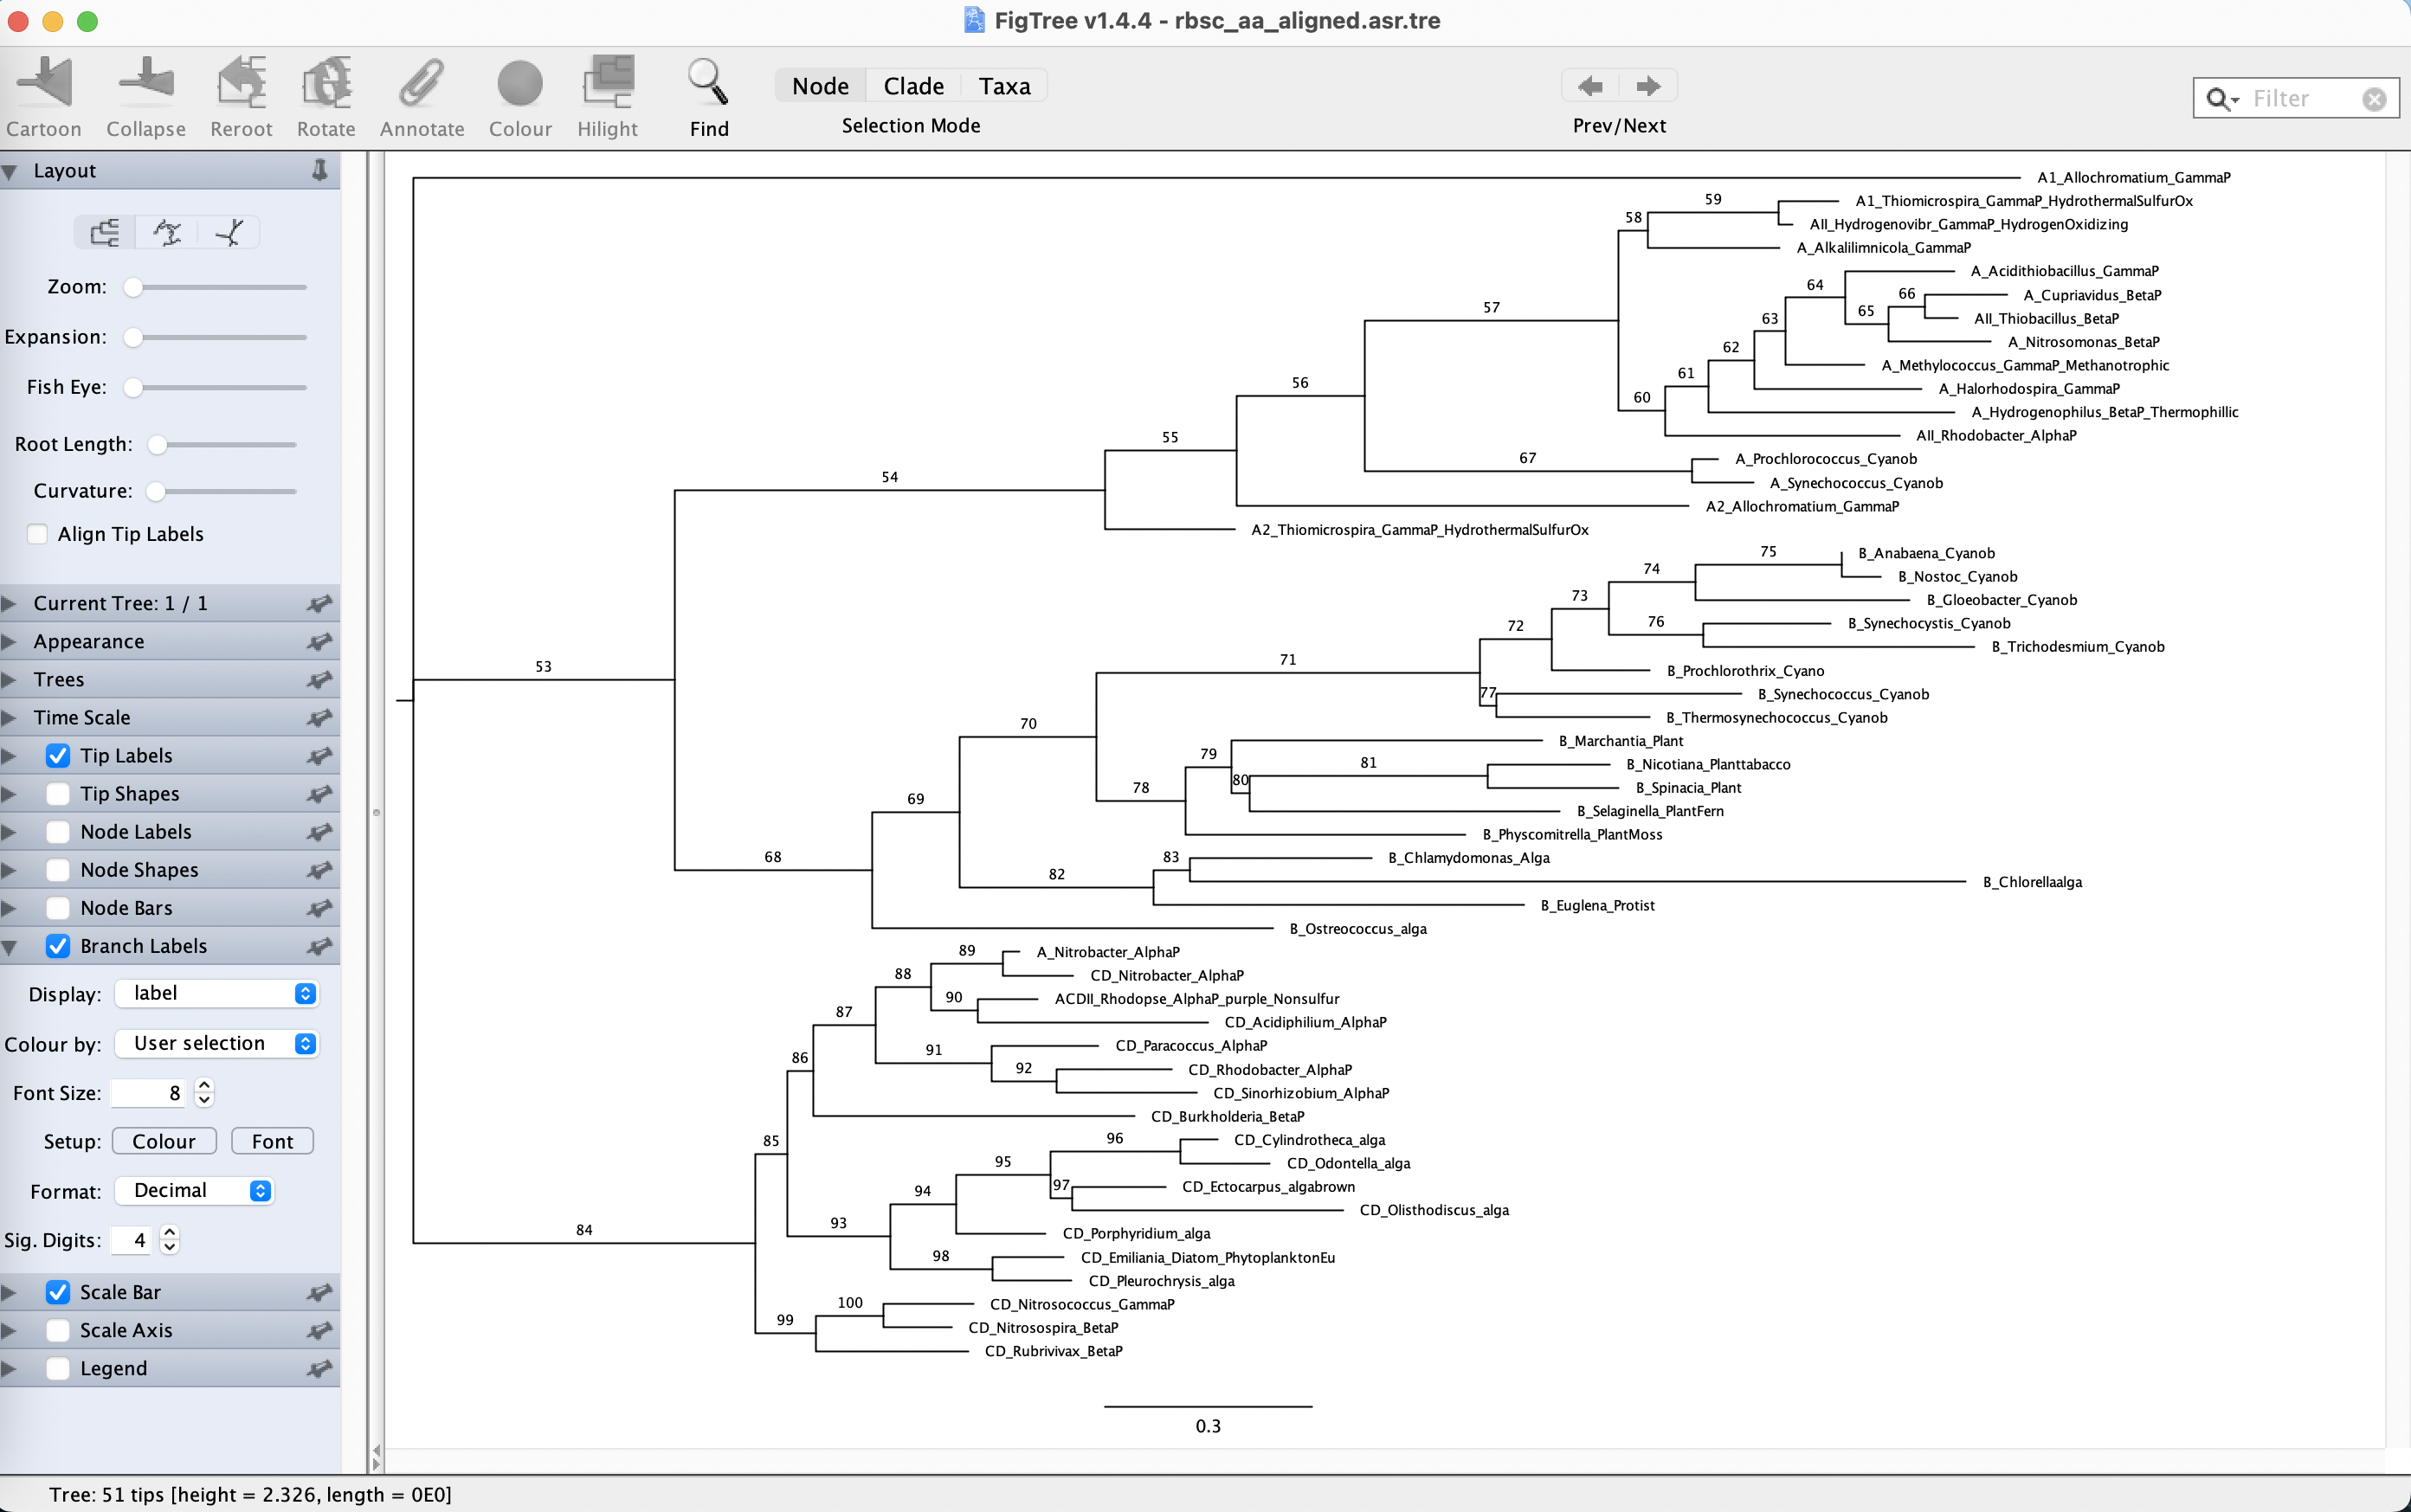 FigTree v1.4.4 - rbsc_aa_aligned.asr.tre
Cartoon Collapse Reroot Rotate Annotate Colour Hilight Find
Node Clade Taxa
Selection Mode
Prev/Next
Filter
Layout
Zoom:
Expansion:
Fish Eye:
Root Length:
Curvature:
Align Tip Labels
Current Tree: 1 / 1
Appearance
Trees
Time Scale
Tip Labels
Tip Shapes
Node Labels
Node Shapes
Node Bars
Branch Labels
Display: label
Colour by: User selection
Font Size: 8
Setup: Colour Font
Format: Decimal
Sig. Digits: 4
Scale Bar
Scale Axis
Legend
A1_Allochromatium_GammaP
59 A1_Thiomicrospira_GammaP_HydrothermalSulfurOx
58 AII_Hydrogenovibr_GammaP_HydrogenOxidizing
A_Alkalilimnicola_GammaP
A_Acidithiobacillus_GammaP
64
66 A_Cupriavidus_BetaP
57 63 65 AII_Thiobacillus_BetaP
A_Nitrosomonas_BetaP
62
A_Methylococcus_GammaP_Methanotrophic
56 61 A_Halorhodospira_GammaP
60 A_Hydrogenophilus_BetaP_Thermophillic
55 AII_Rhodobacter_AlphaP
67 A_Prochlorococcus_Cyanob
54 A_Synechococcus_Cyanob
A2_Allochromatium_GammaP
A2_Thiomicrospira_GammaP_HydrothermalSulfurOx
75 B_Anabaena_Cyanob
74 B_Nostoc_Cyanob
73 B_Gloeobacter_Cyanob
72 76 B_Synechocystis_Cyanob
B_Trichodesmium_Cyanob
53 71 B_Prochlorothrix_Cyano
77 B_Synechococcus_Cyanob
70 B_Thermosynechococcus_Cyanob
B_Marchantia_Plant
79 81 B_Nicotiana_Planttabacco
78 80 B_Spinacia_Plant
69 B_Selaginella_PlantFern
B_Physcomitrella_PlantMoss
68 83 B_Chlamydomonas_Alga
82 B_Chlorellaalga
B_Euglena_Protist
B_Ostreococcus_alga
89 A_Nitrobacter_AlphaP
88 CD_Nitrobacter_AlphaP
90 ACDII_Rhodopse_AlphaP_purple_Nonsulfur
87 CD_Acidiphilium_AlphaP
91 CD_Paracoccus_AlphaP
86 92 CD_Rhodobacter_AlphaP
CD_Sinorhizobium_AlphaP
CD_Burkholderia_BetaP
85 96 CD_Cylindrotheca_alga
95 CD_Odontella_alga
94 97 CD_Ectocarpus_algabrown
CD_Olisthodiscus_alga
84 93 CD_Porphyridium_alga
98 CD_Emiliania_Diatom_PhytoplanktonEu
CD_Pleurochrysis_alga
100 CD_Nitrosococcus_GammaP
99 CD_Nitrosospira_BetaP
CD_Rubrivivax_BetaP
0.3
Tree: 51 tips [height = 2.326, length = 0E0]